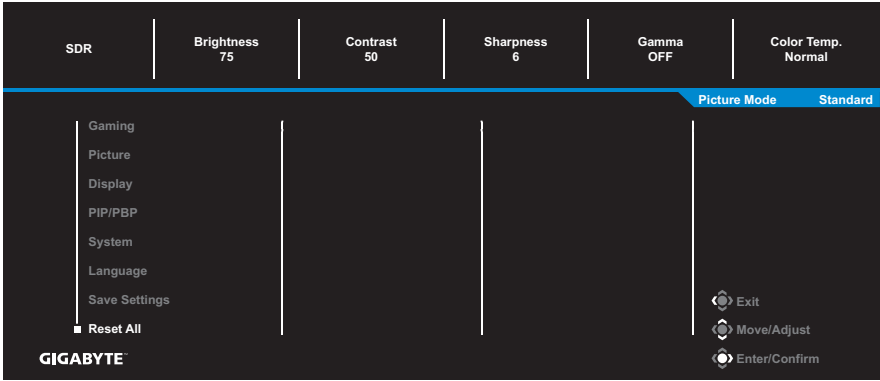 SDR
Brightness
75
Contrast
50
Sharpness
6
Gamma
OFF
Color Temp.
Normal
Picture Mode Standard
Gaming
Picture
Display
PIP/PBP
System
Language
Save Settings
Reset All
Exit
Move/Adjust
Enter/Confirm
GIGABYTE™